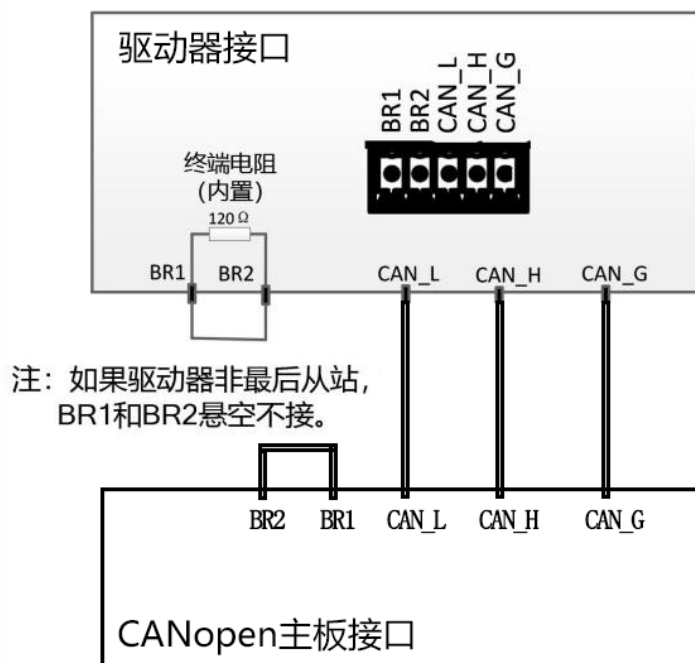 驱动器接口
BR1
BR2
CAN_L
CAN_H
CAN_G
终端电阻
(内置)
120Ω
BR1 BR2 CAN_L CAN_H CAN_G
注：如果驱动器非最后从站，
BR1和BR2悬空不接。
BR2 BR1 CAN_L CAN_H CAN_G
CANopen主板接口